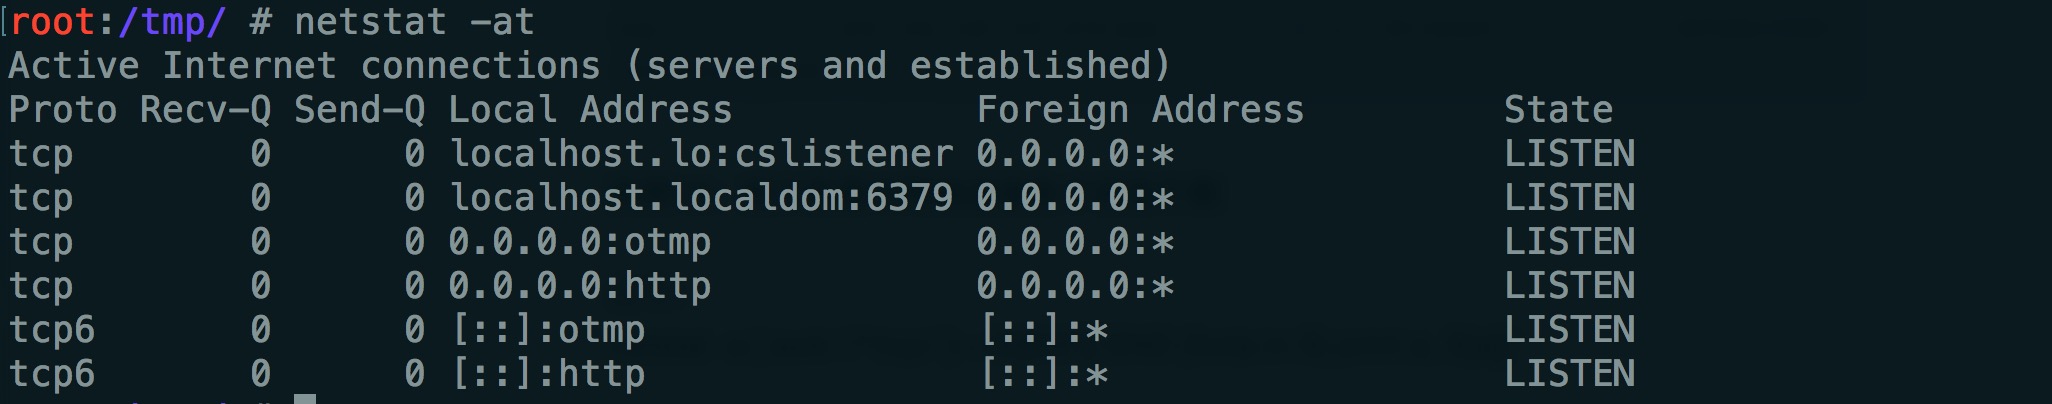 root:/tmp/ # netstat -at
Active Internet connections (servers and established)
Proto Recv-Q Send-Q Local Address           Foreign Address         State
tcp        0      0 localhost.lo:cslistener 0.0.0.0:*               LISTEN
tcp        0      0 localhost.localdom:6379 0.0.0.0:*               LISTEN
tcp        0      0 0.0.0.0:otmp            0.0.0.0:*               LISTEN
tcp        0      0 0.0.0.0:http            0.0.0.0:*               LISTEN
tcp6       0      0 [::]:otmp               [::]:*                  LISTEN
tcp6       0      0 [::]:http               [::]:*                  LISTEN